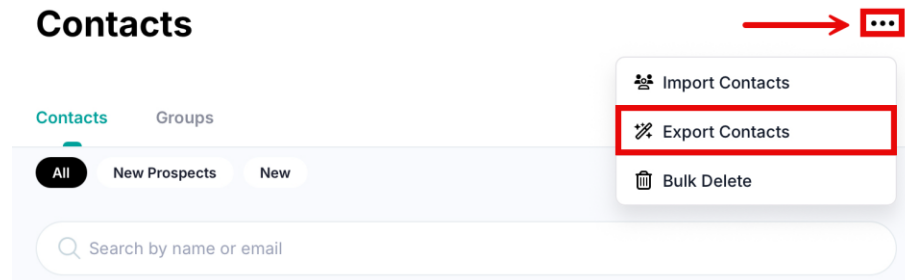 Contacts
Import Contacts
Contacts Groups
Export Contacts
All New Prospects New
Bulk Delete
Search by name or email